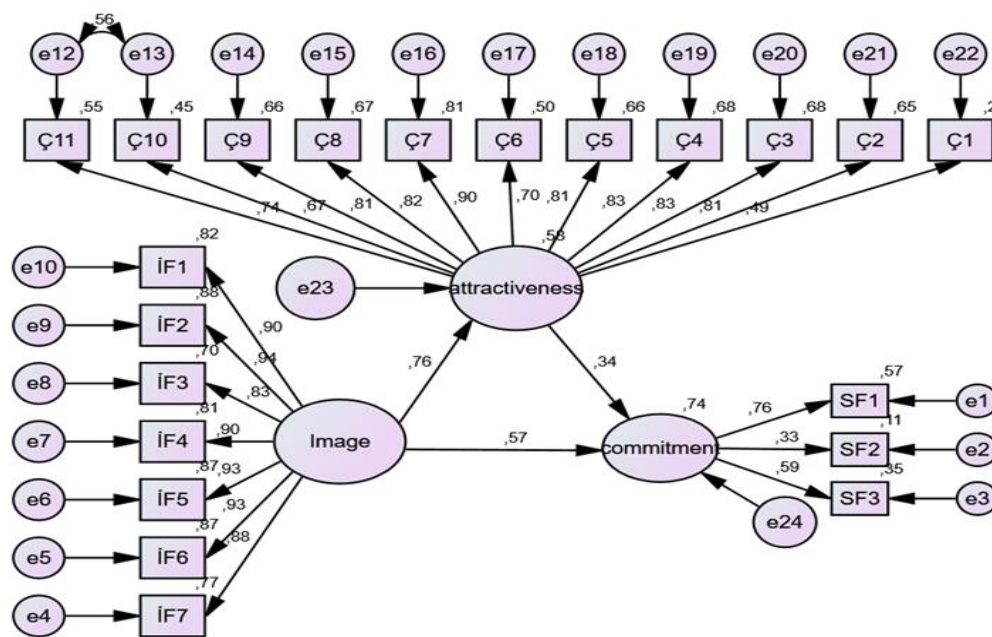 ,56
e12 e13 e14 e15 e16 e17 e18 e19 e20 e21 e22
,55 ,45 ,66 ,67 ,81 ,50 ,66 ,68 ,68 ,65 ,2
Ç11 Ç10 Ç9 Ç8 Ç7 Ç6 Ç5 Ç4 Ç3 Ç2 Ç1
,74 ,67 ,81 ,82 ,90 ,70 ,81 ,83 ,83 ,81 ,49
,58
e23 attractiveness
,82
e10 İF1
,90
,88
e9 İF2
,94
,70
e8 İF3
,83
,81
e7 İF4
,90
,87
e6 İF5
,93
,87
e5 İF6
,93
,77
e4 İF7
,88
Image
,76
,34
,57
,74
commitment
e24
,76
,57
SF1 e1
,33
,11
SF2 e2
,59
,35
SF3 e3